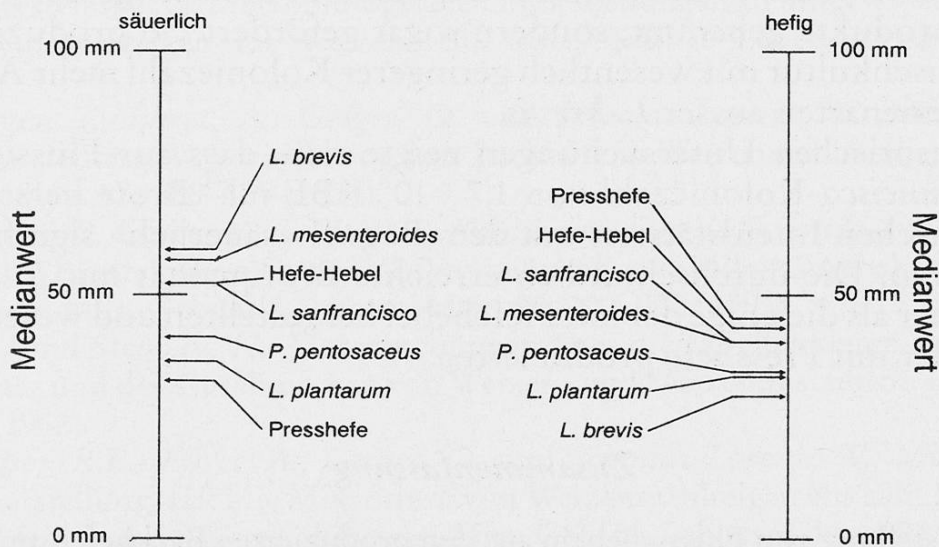 säuerlich
100 mm
L. brevis
L. mesenteroides
Hefe-Hebel
50 mm
L. sanfrancisco
P. pentosaceus
L. plantarum
Presshefe
0 mm
Medianwert
hefig
100 mm
Presshefe
Hefe-Hebel
L. sanfrancisco
50 mm
L. mesenteroides
P. pentosaceus
L. plantarum
L. brevis
0 mm
Medianwert